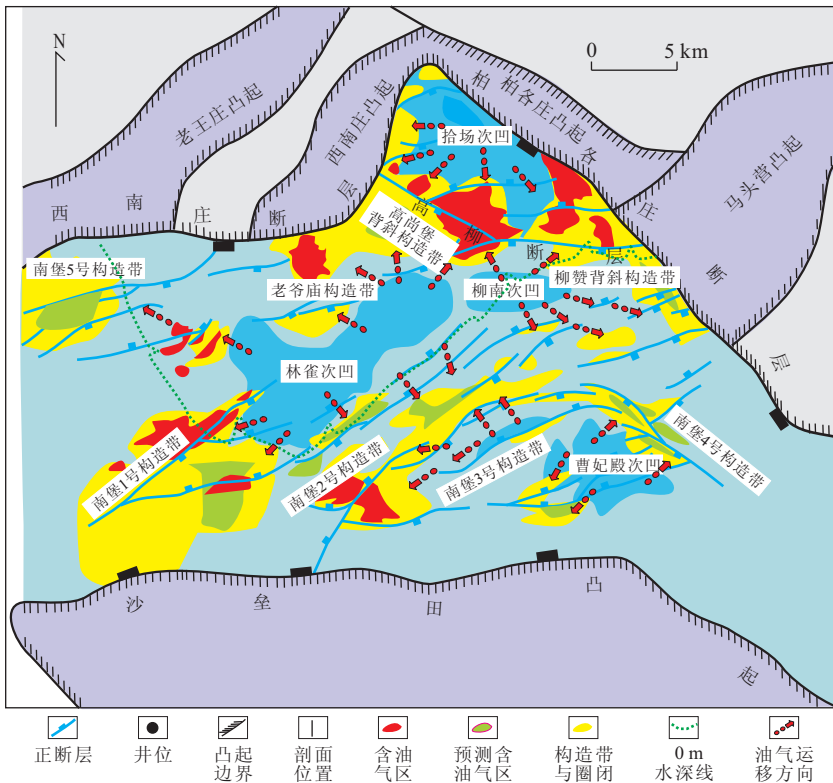 N
0 5 km
老王庄凸起
西南庄凸起
柏各庄凸起
马头营凸起
西南庄断层
柏各庄断层
拾场次凹
高柳断层
高尚堡
背斜构造带
南堡5号构造带
老爷庙构造带
柳南次凹
柳赞背斜构造带
林雀次凹
南堡1号构造带
南堡2号构造带
南堡3号构造带
南堡4号构造带
曹妃殿次凹
沙垒田凸起
正断层
井位
凸起
边界
剖面
位置
含油
气区
预测含
油气区
构造带
与圈闭
0 m
水深线
油气运
移方向